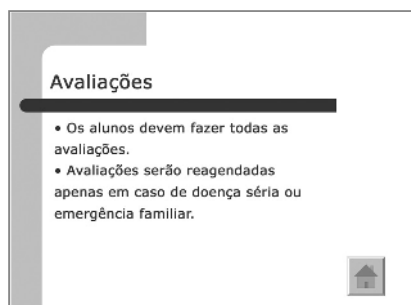 Avaliações
• Os alunos devem fazer todas as
avaliações.
• Avaliações serão reagendadas
apenas em caso de doença séria ou
emergência familiar.